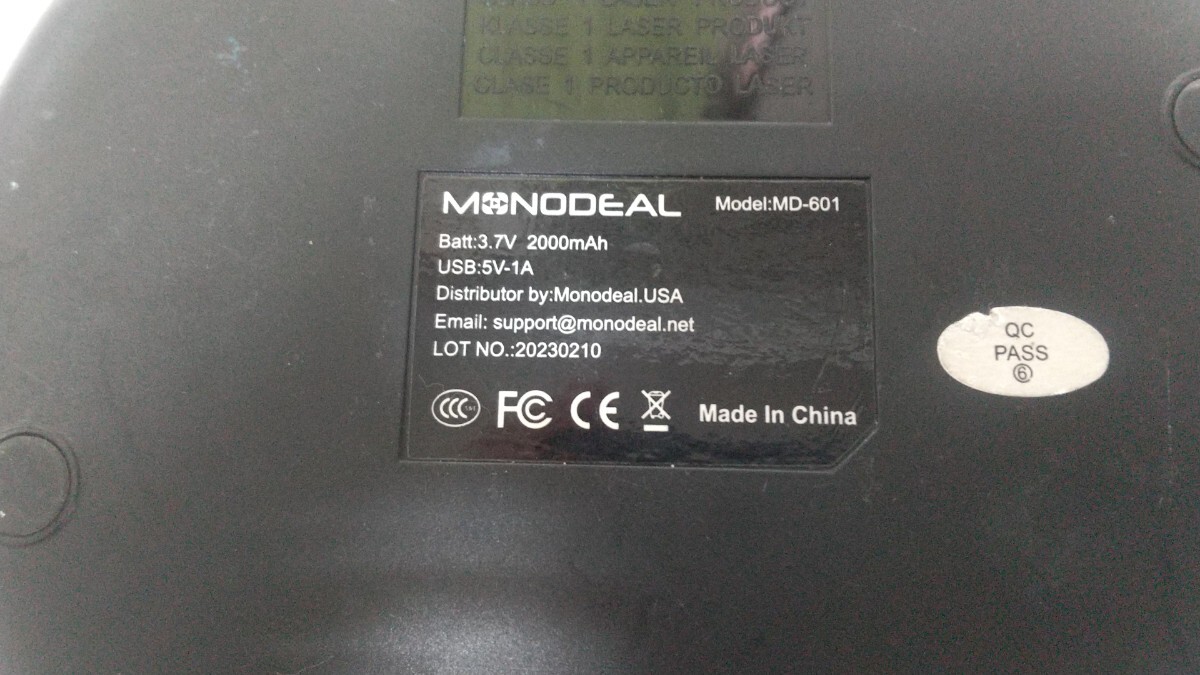 KLASSE 1 LASER PRODUKT
CLASSE 1 APPAREIL LASER
CLASE 1 PRODUCTO LASER
MONODEAL Model:MD-601
Batt:3.7V 2000mAh
USB:5V-1A
Distributor by:Monodeal.USA
Email: support@monodeal.net
LOT NO.:20230210
QC
PASS
6
CCC FC CE Made In China